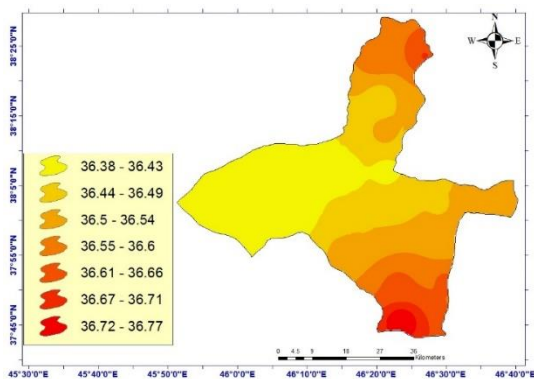 N
W E
S
38°25'0"N
38°15'0"N
38°5'0"N
37°55'0"N
37°45'0"N
36.38 - 36.43
36.44 - 36.49
36.5 - 36.54
36.55 - 36.6
36.61 - 36.66
36.67 - 36.71
36.72 - 36.77
0 4.5 9 18 27 36
Kilometers
45°30'0"E 45°40'0"E 45°50'0"E 46°0'0"E 46°10'0"E 46°20'0"E 46°30'0"E 46°40'0"E